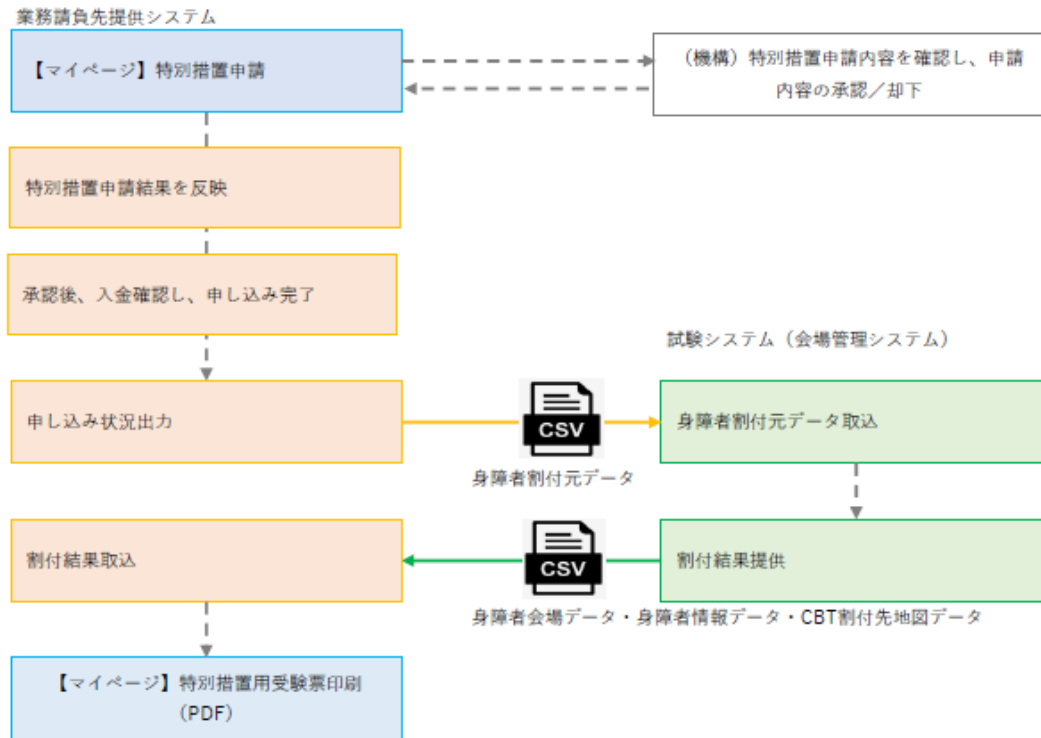 業務請負先提供システム
【マイページ】特別措置申請
（機構）特別措置申請内容を確認し、申請
内容の承認／却下
特別措置申請結果を反映
承認後、入金確認し、申し込み完了
試験システム（会場管理システム）
申し込み状況出力
CSV
身障者割付元データ取込
身障者割付元データ
割付結果取込
CSV
割付結果提供
身障者会場データ・身障者情報データ・CBT割付先地図データ
【マイページ】特別措置用受験票印刷
（PDF）